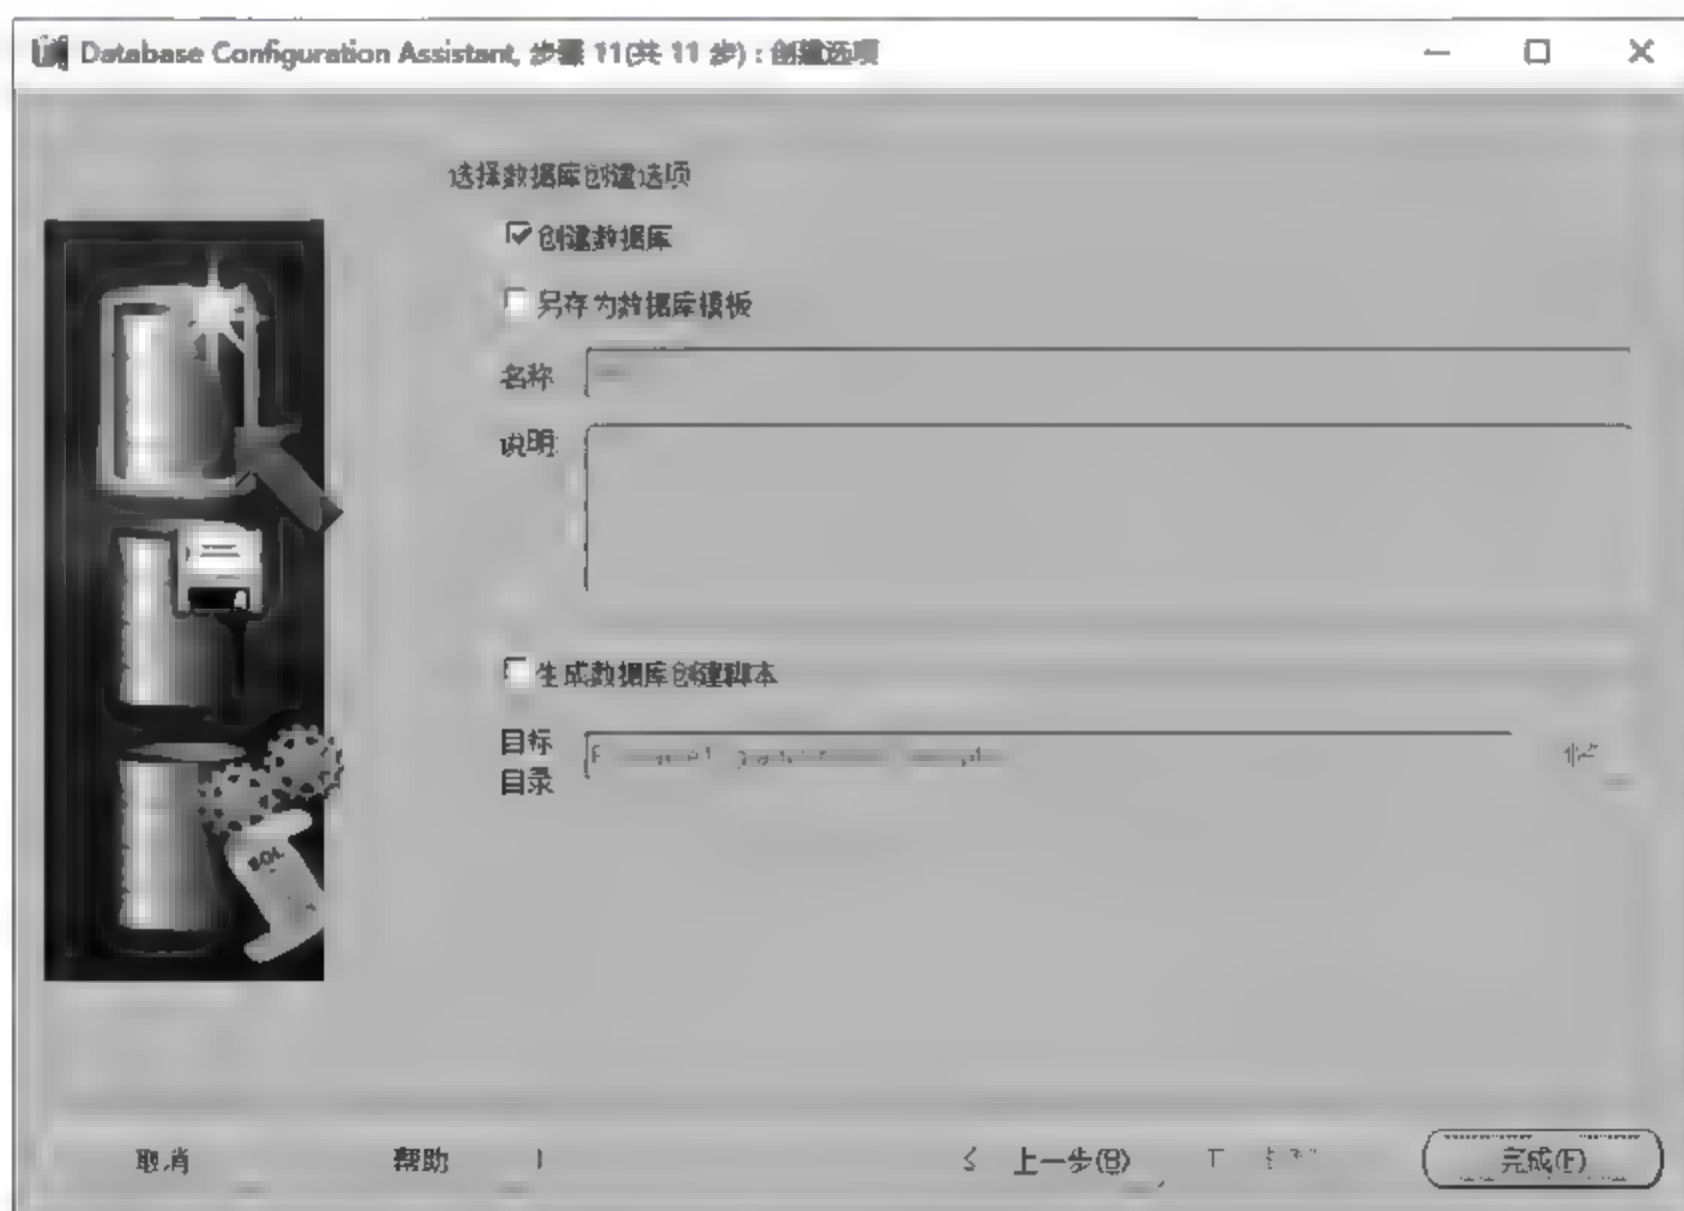 Database Configuration Assistant, 步骤 11(共 11 步) : 创建选项
选择数据库创建选项
创建数据库
另存为数据库模板
名称
说明:
生成数据库创建脚本
目标
目录
SQL
取消
帮助
上一步(B)
完成(F)